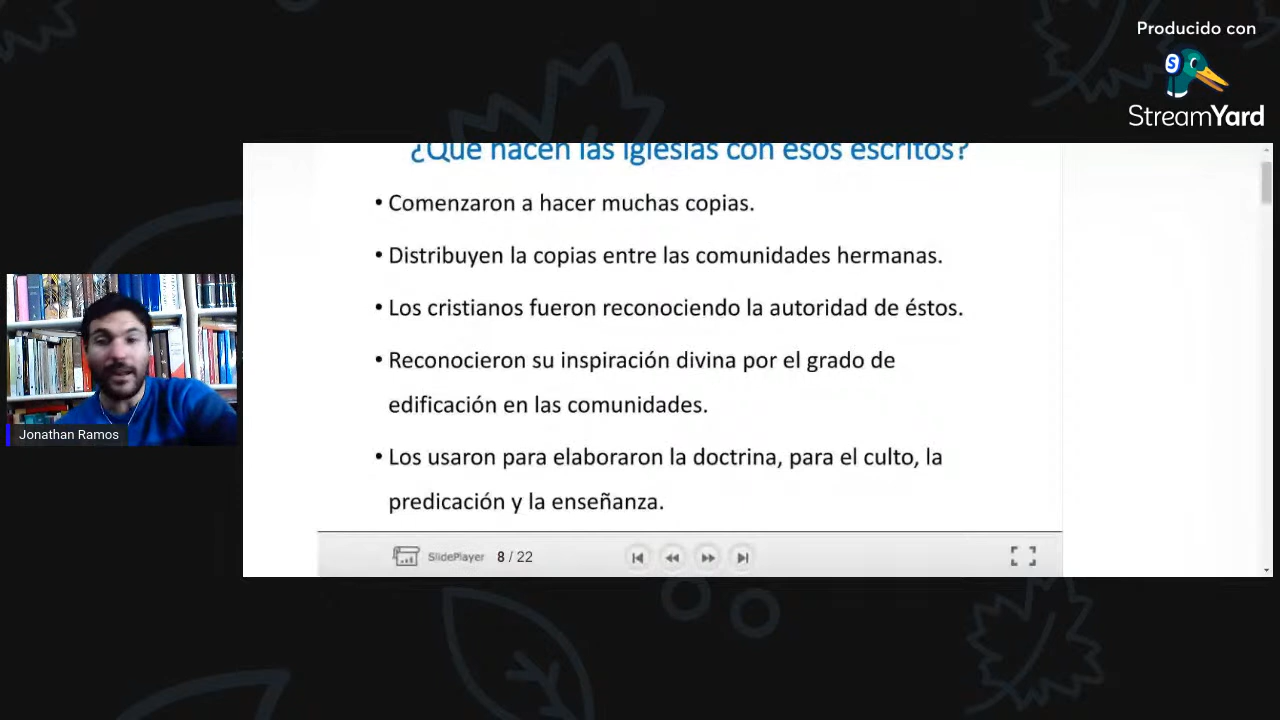 Producido con
StreamYard
¿Qué hacen las iglesias con esos escritos?
• Comenzaron a hacer muchas copias.
• Distribuyen la copias entre las comunidades hermanas.
• Los cristianos fueron reconociendo la autoridad de éstos.
• Reconocieron su inspiración divina por el grado de
edificación en las comunidades.
• Los usaron para elaboraron la doctrina, para el culto, la
predicación y la enseñanza.
SlidePlayer 8 / 22
Jonathan Ramos